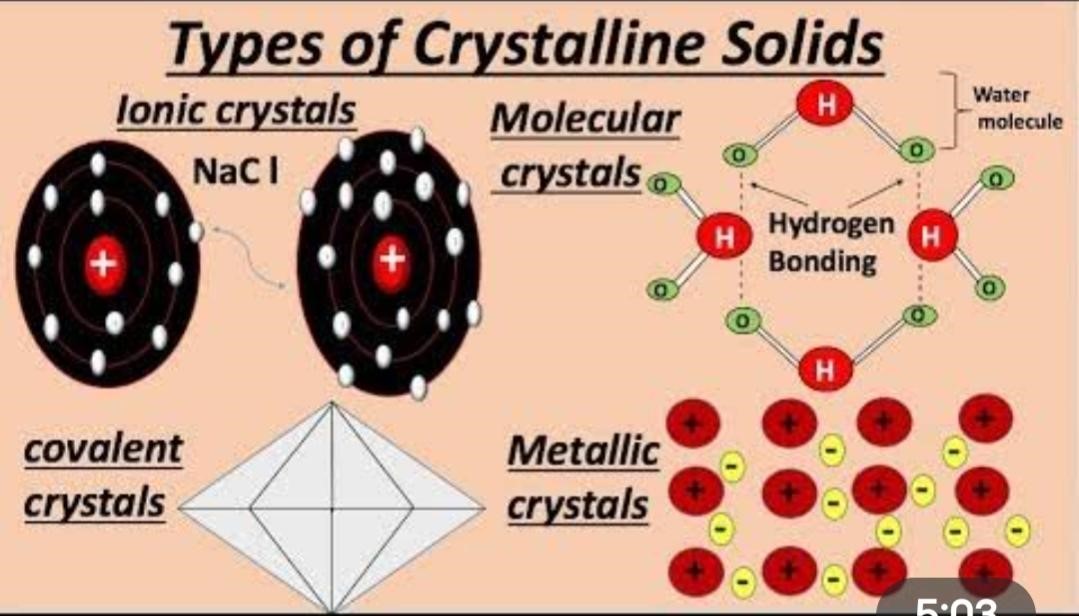 Types of Crystalline Solids
Ionic crystals
NaC l
+
+
Molecular
crystals
H
O
O
Water
molecule
O
O
H
H
O
O
Hydrogen
Bonding
O
O
H
covalent
crystals
Metallic
crystals
+ + + +
- - -
+ + + - +
-
- - - -
+ + + +
- -
5:03